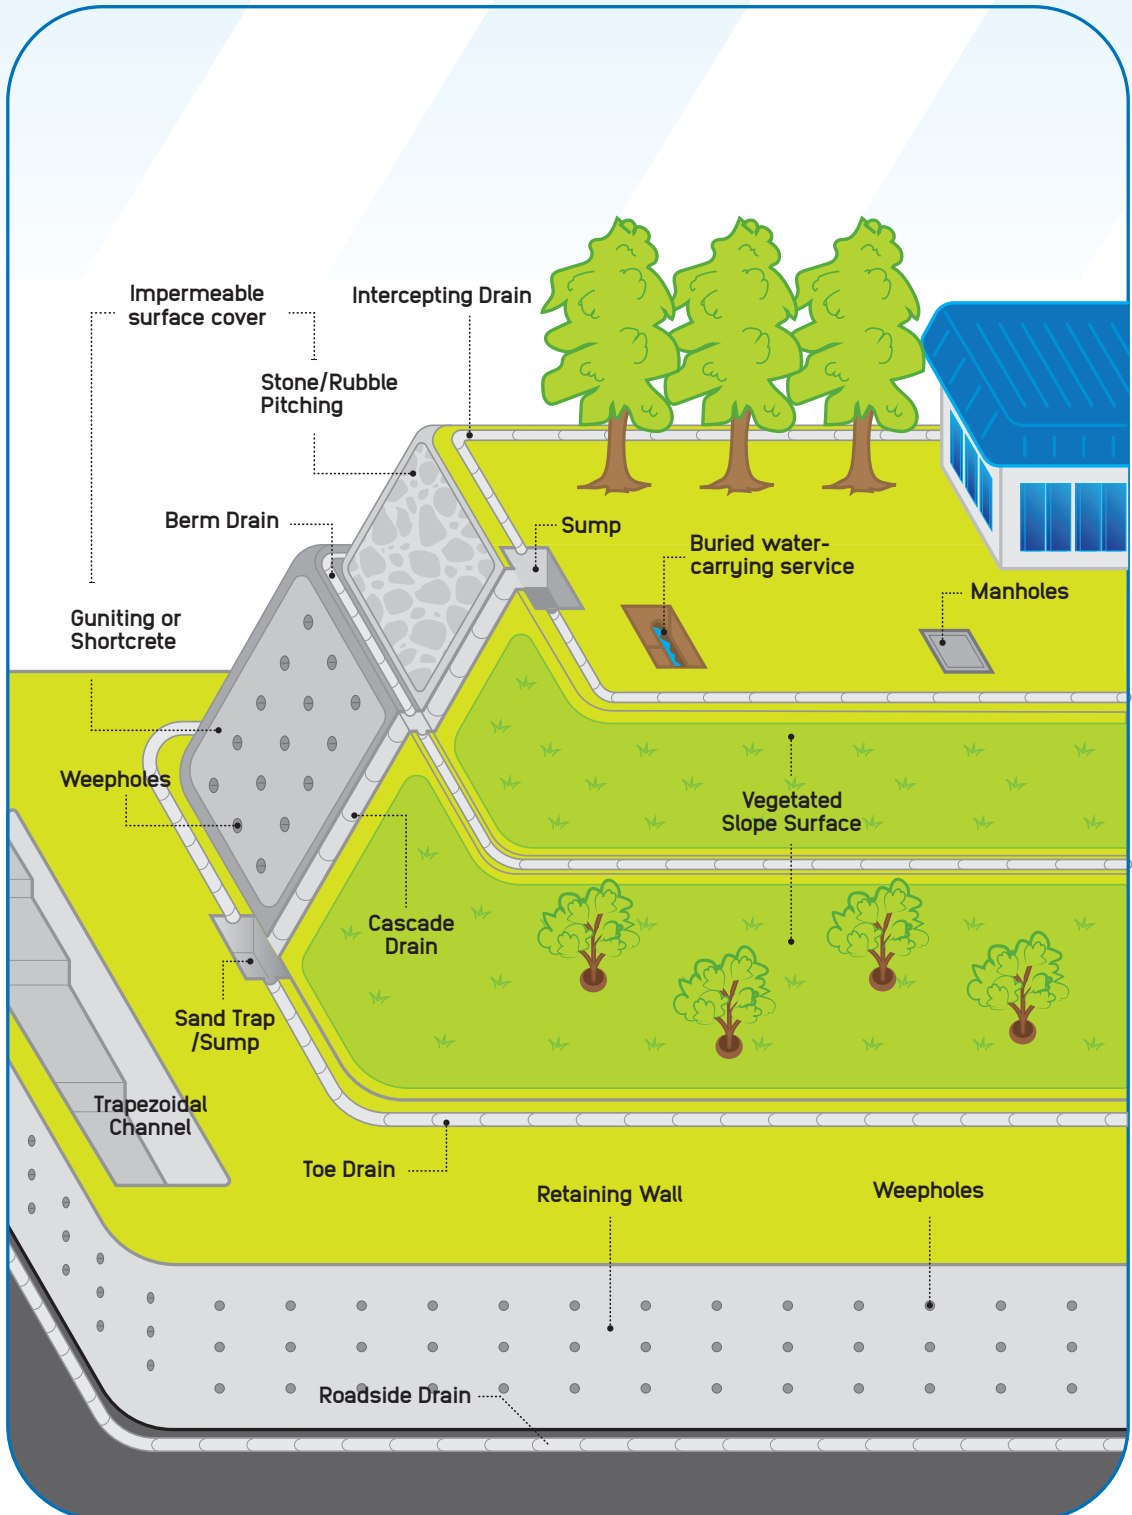 Impermeable
surface cover
Intercepting Drain
Stone/Rubble
Pitching
Berm Drain
Sump
Buried water-
carrying service
Manholes
Guniting or
Shortcrete
Weepholes
Vegetated
Slope Surface
Cascade
Drain
Sand Trap
/Sump
Trapezoidal
Channel
Toe Drain
Retaining Wall
Weepholes
Roadside Drain